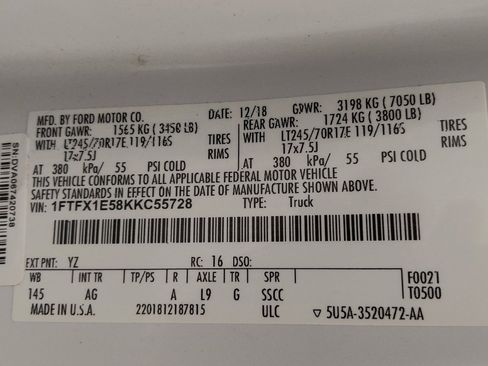 MFD. BY FORD MOTOR CO.
DATE: 12/18 GVWR: 3198 KG ( 7050 LB)
FRONT GAWR: 1565 KG ( 3450 LB) REAR GAWR: 1724 KG ( 3800 LB)
WITH LT245/70R17E 119/116S TIRES WITH LT245/70R17E 119/116S TIRES
17x7.5J RIMS 17x7.5J RIMS
AT 380 kPa/ 55 PSI COLD AT 380 kPa/ 55 PSI COLD
THIS VEHICLE CONFORMS TO ALL APPLICABLE FEDERAL MOTOR VEHICLE
SAFETY STANDARDS IN EFFECT ON THE DATE OF MANUFACTURE SHOWN ABOVE.
VIN: 1FTFX1E58KKC55728 TYPE: Truck
EXT PNT: YZ RC: 16 DSO:
WB INT TR TP/PS R AXLE TR SPR F0021
145 AG A L9 G SSCC T0500
MADE IN U.S.A. 2201812187815 ULC ▽ 5U5A-3520472-AA